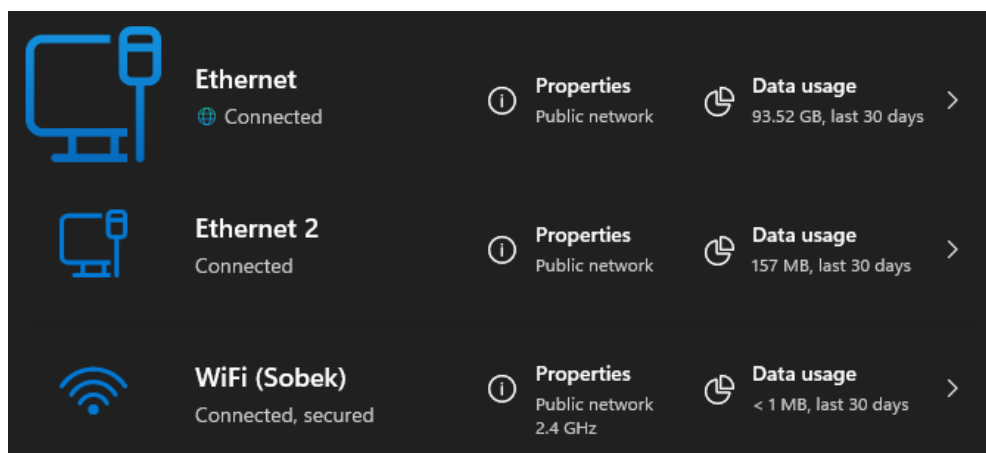 Ethernet
Connected
Properties
Public network
Data usage
93.52 GB, last 30 days
Ethernet 2
Connected
Properties
Public network
Data usage
157 MB, last 30 days
WiFi (Sobek)
Connected, secured
Properties
Public network
2.4 GHz
Data usage
< 1 MB, last 30 days